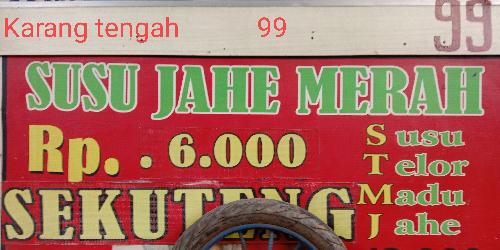 Karang tengah 99
99
SUSU JAHE MERAH
Rp. . 6.000
Susu
Telor
Madu
Jahe
SEKUTENG